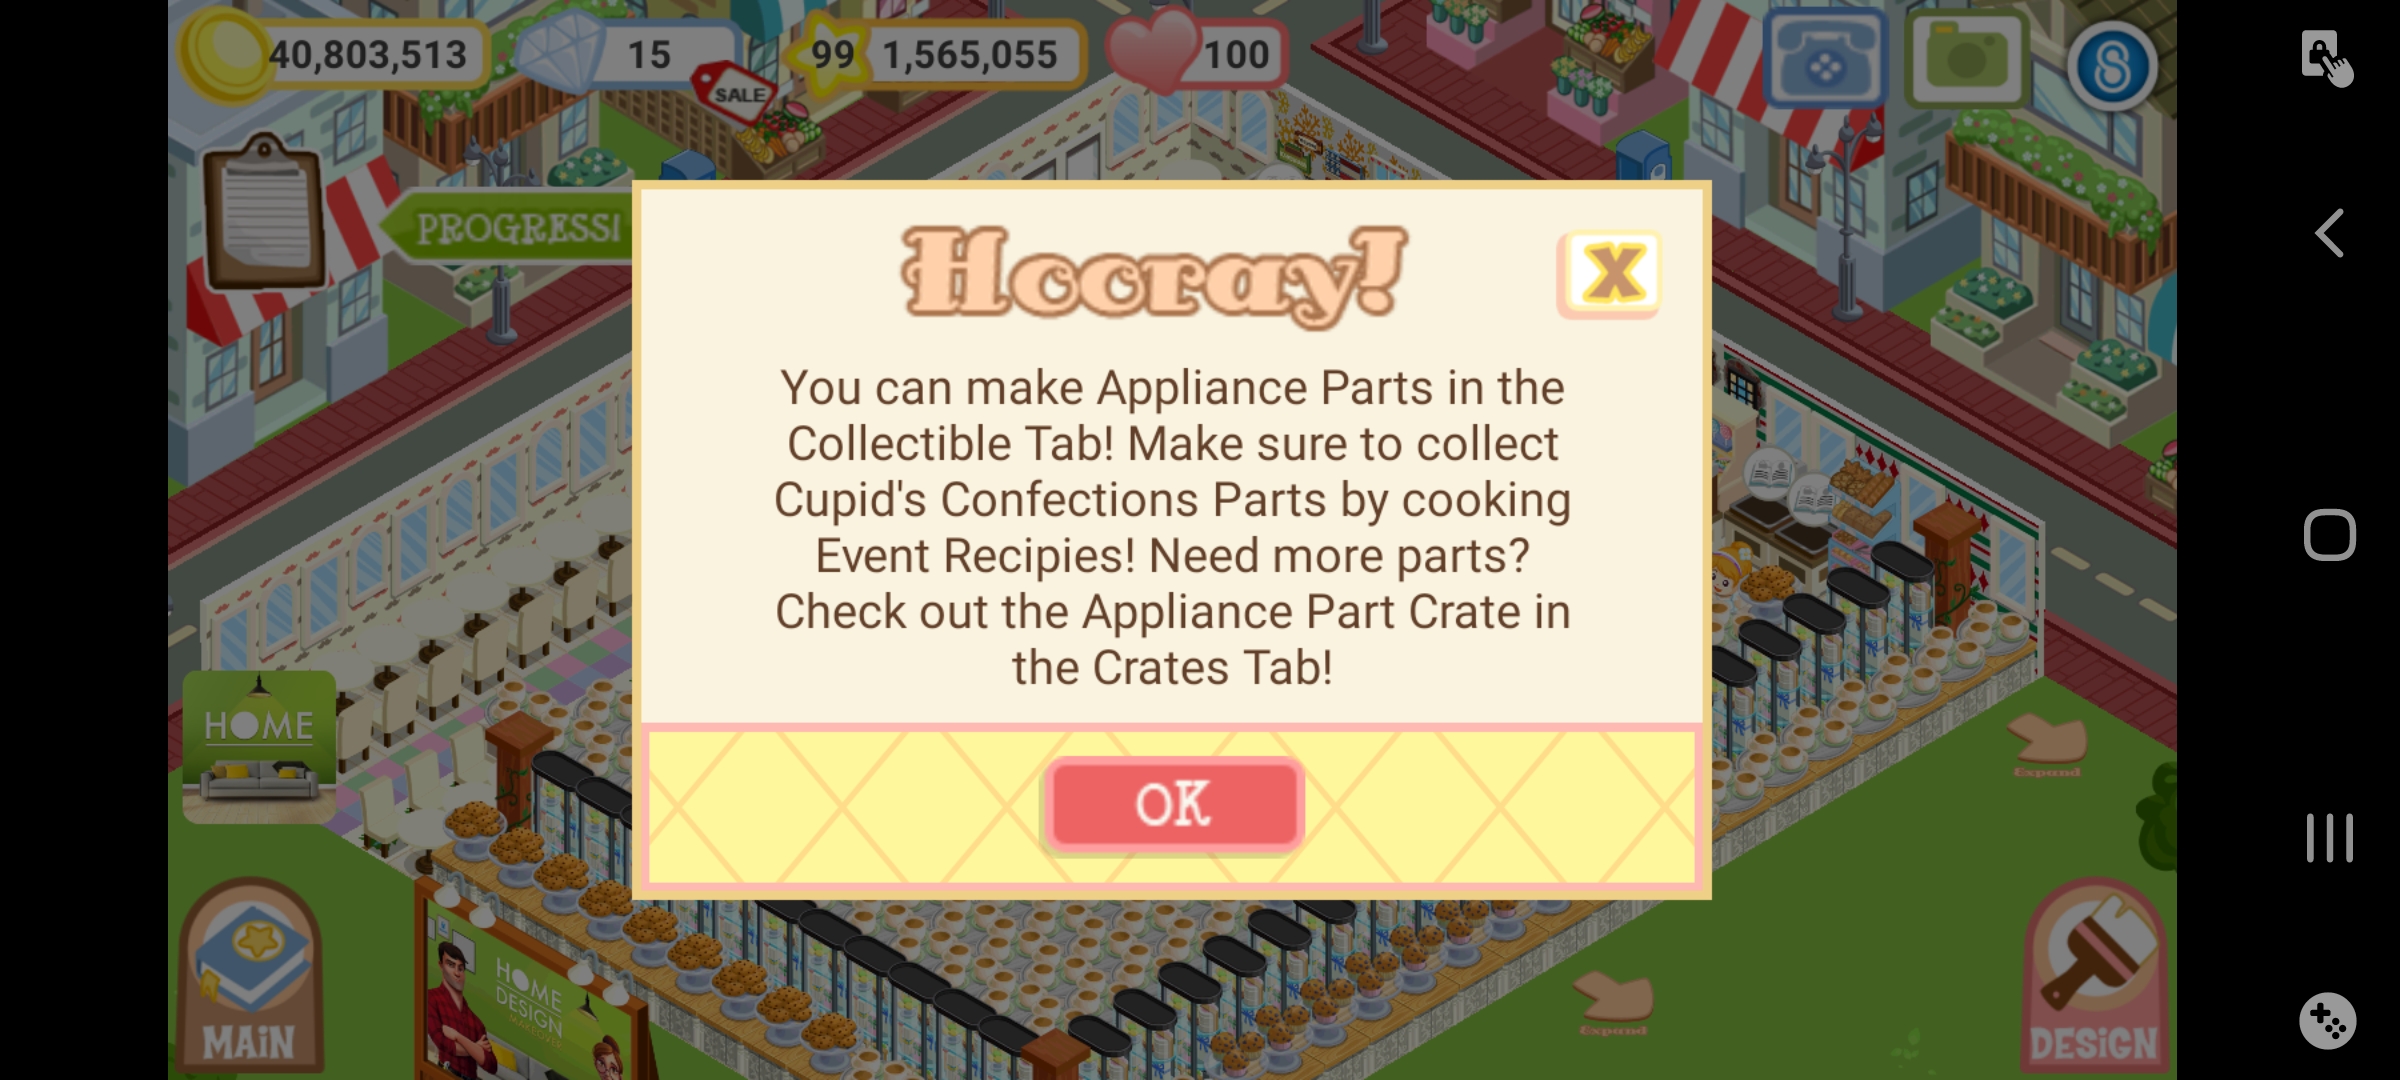 40,803,513
15
SALE
99
1,565,055
100
PROGRESS!
Hooray!
X
You can make Appliance Parts in the
Collectible Tab! Make sure to collect
Cupid's Confections Parts by cooking
Event Recipies! Need more parts?
Check out the Appliance Part Crate in
the Crates Tab!
OK
HOME
Expand
Expand
HOME
DESIGN
MAKEOVER
MAiN
DESiGN